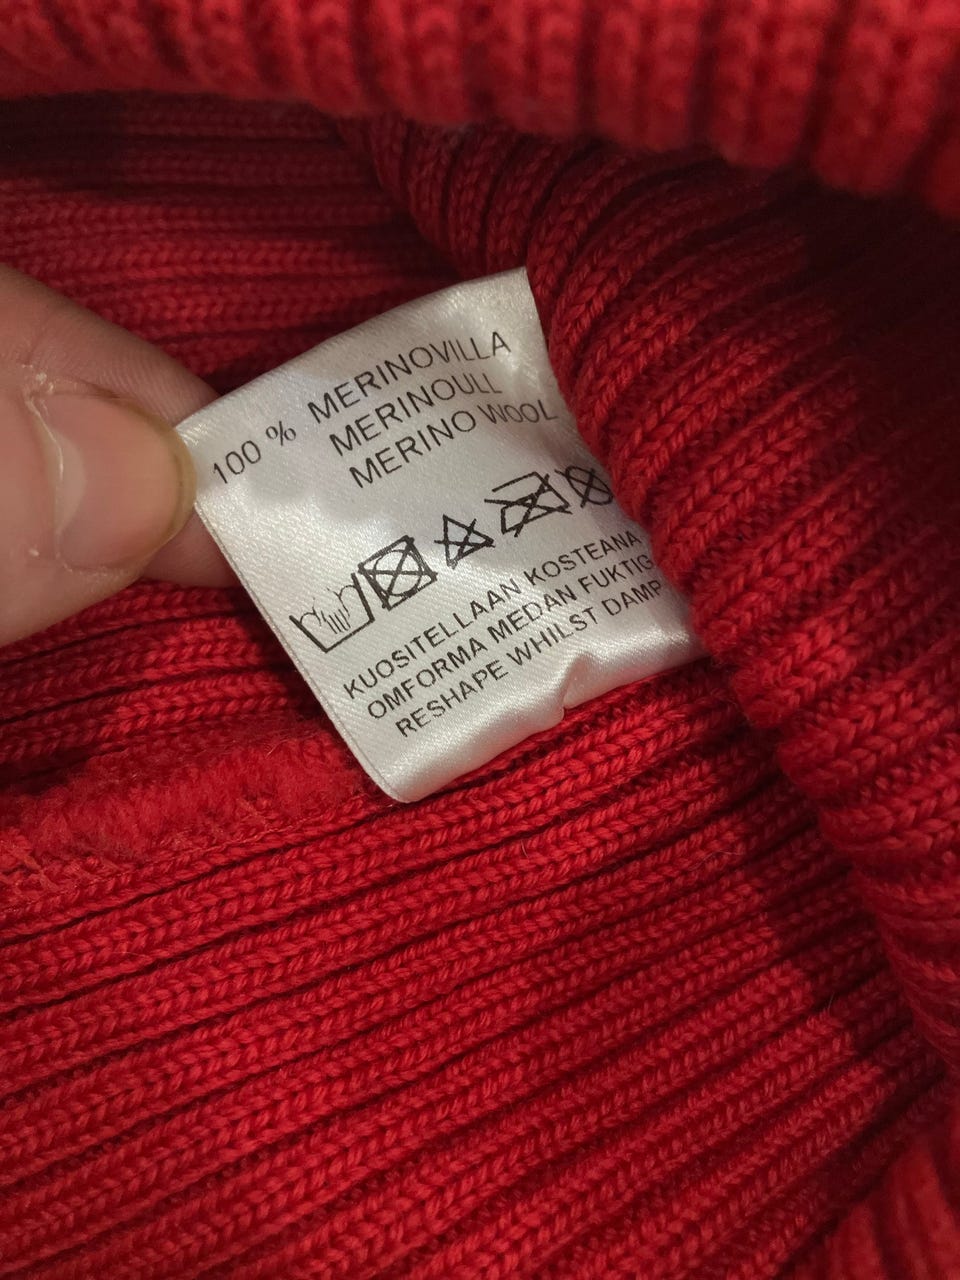 100 % MERINOVILLA
MERINOULL
MERINO WOOL
KUOSITELLAAN KOSTEANA
OMFORMA MEDAN FUKTIG
RESHAPE WHILST DAMP